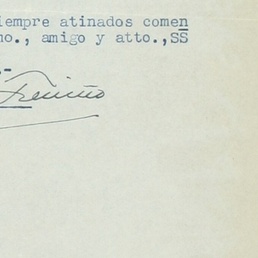 iempre atinados comen
no., amigo y atto.,SS